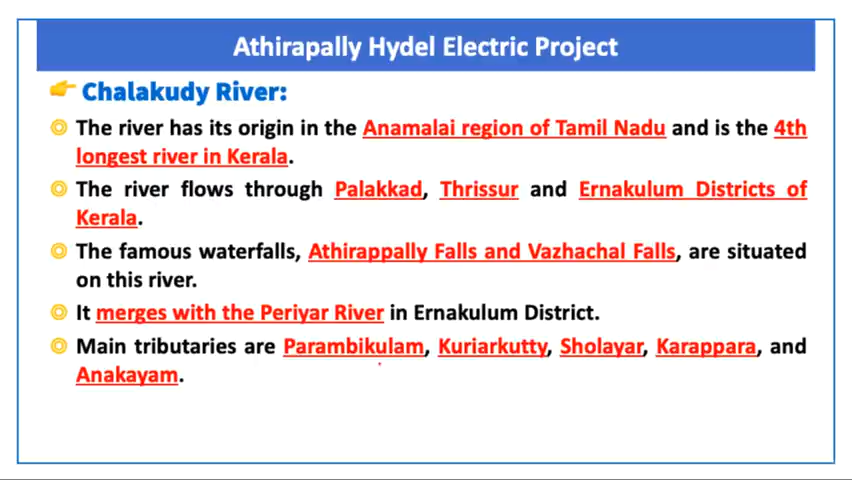 Athirapally Hydel Electric Project
Chalakudy River:
The river has its origin in the Anamalai region of Tamil Nadu and is the 4th
longest river in Kerala.
The river flows through Palakkad, Thrissur and Ernakulum Districts of
Kerala.
The famous waterfalls, Athirappally Falls and Vazhachal Falls, are situated
on this river.
It merges with the Periyar River in Ernakulum District.
Main tributaries are Parambikulam, Kuriarkutty, Sholayar, Karappara, and
Anakayam.